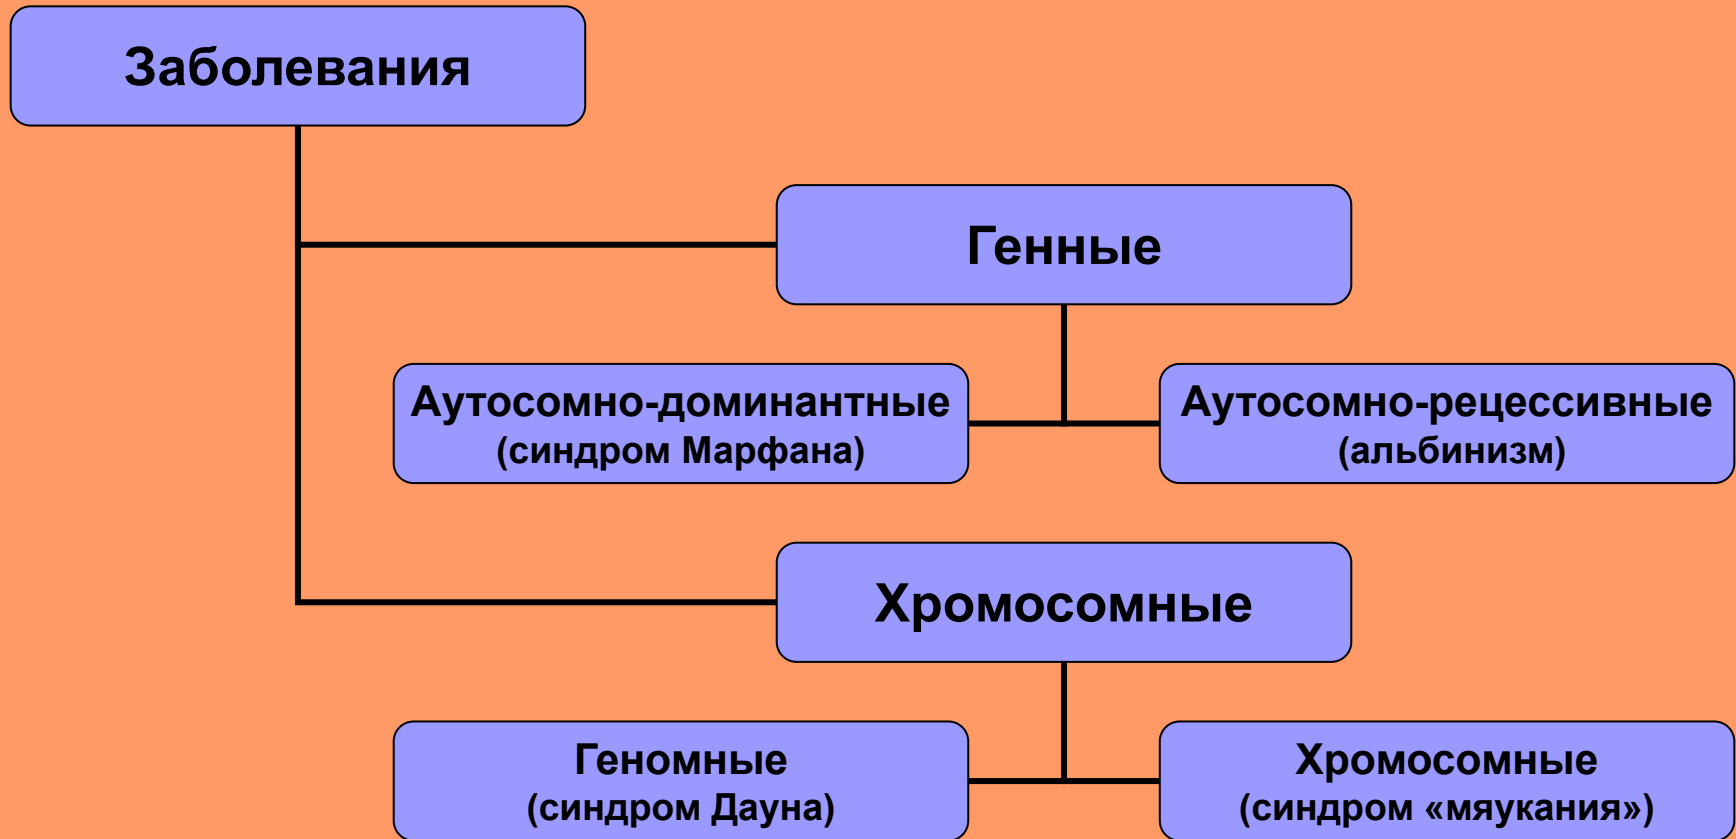 Заболевания
Генные
Аутосомно-доминантные
(синдром Марфана)
Аутосомно-рецессивные
(альбинизм)
Хромосомные
Геномные
(синдром Дауна)
Хромосомные
(синдром «мяукания»)